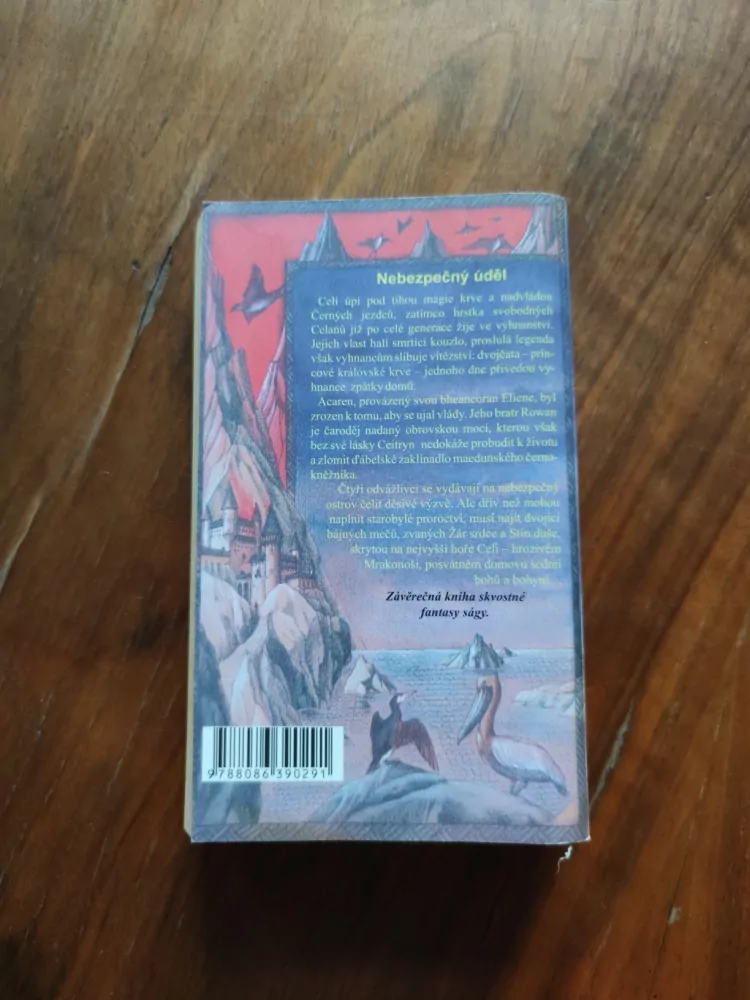 Nebezpečný úděl
Celi úpí pod tíhou magie krve a nadvládou
Černých jezdců, zatímco hrstka svobodných
Celanů již po celé generace žije ve vyhnanství.
Jejich vlast halí smrtící kouzlo, proslulá legenda
však vyhnancům slibuje vítězství: dvojčata – prin-
cové královské krve – jednoho dne přivedou vy-
hnance zpátky domů.
Acaren, provázený svou bheancoran Eliene, byl
zrozen k tomu, aby se ujal vlády. Jeho bratr Rowan
je čaroděj nadaný obrovskou mocí, kterou však
bez své lásky Ceitryn nedokáže probudit k životu
a zlomit ďábelské zaklínadlo maedunského černo-
kněžníka.
Čtyři odvážlivci se vydávají na nebezpečný
ostrov čelit děsivé výzvě. Ale dřív než mohou
naplnit starobylé proroctví, musí najít dvojici
bájných mečů, zvaných Žár srdce a Stín duše,
skrytou na nejvyšší hoře Celi – hrozivém
Mrakonoši, posvátném domovu sedmi
bohů a bohyní...
Závěrečná kniha skvostné
fantasy ságy.
9788086390291